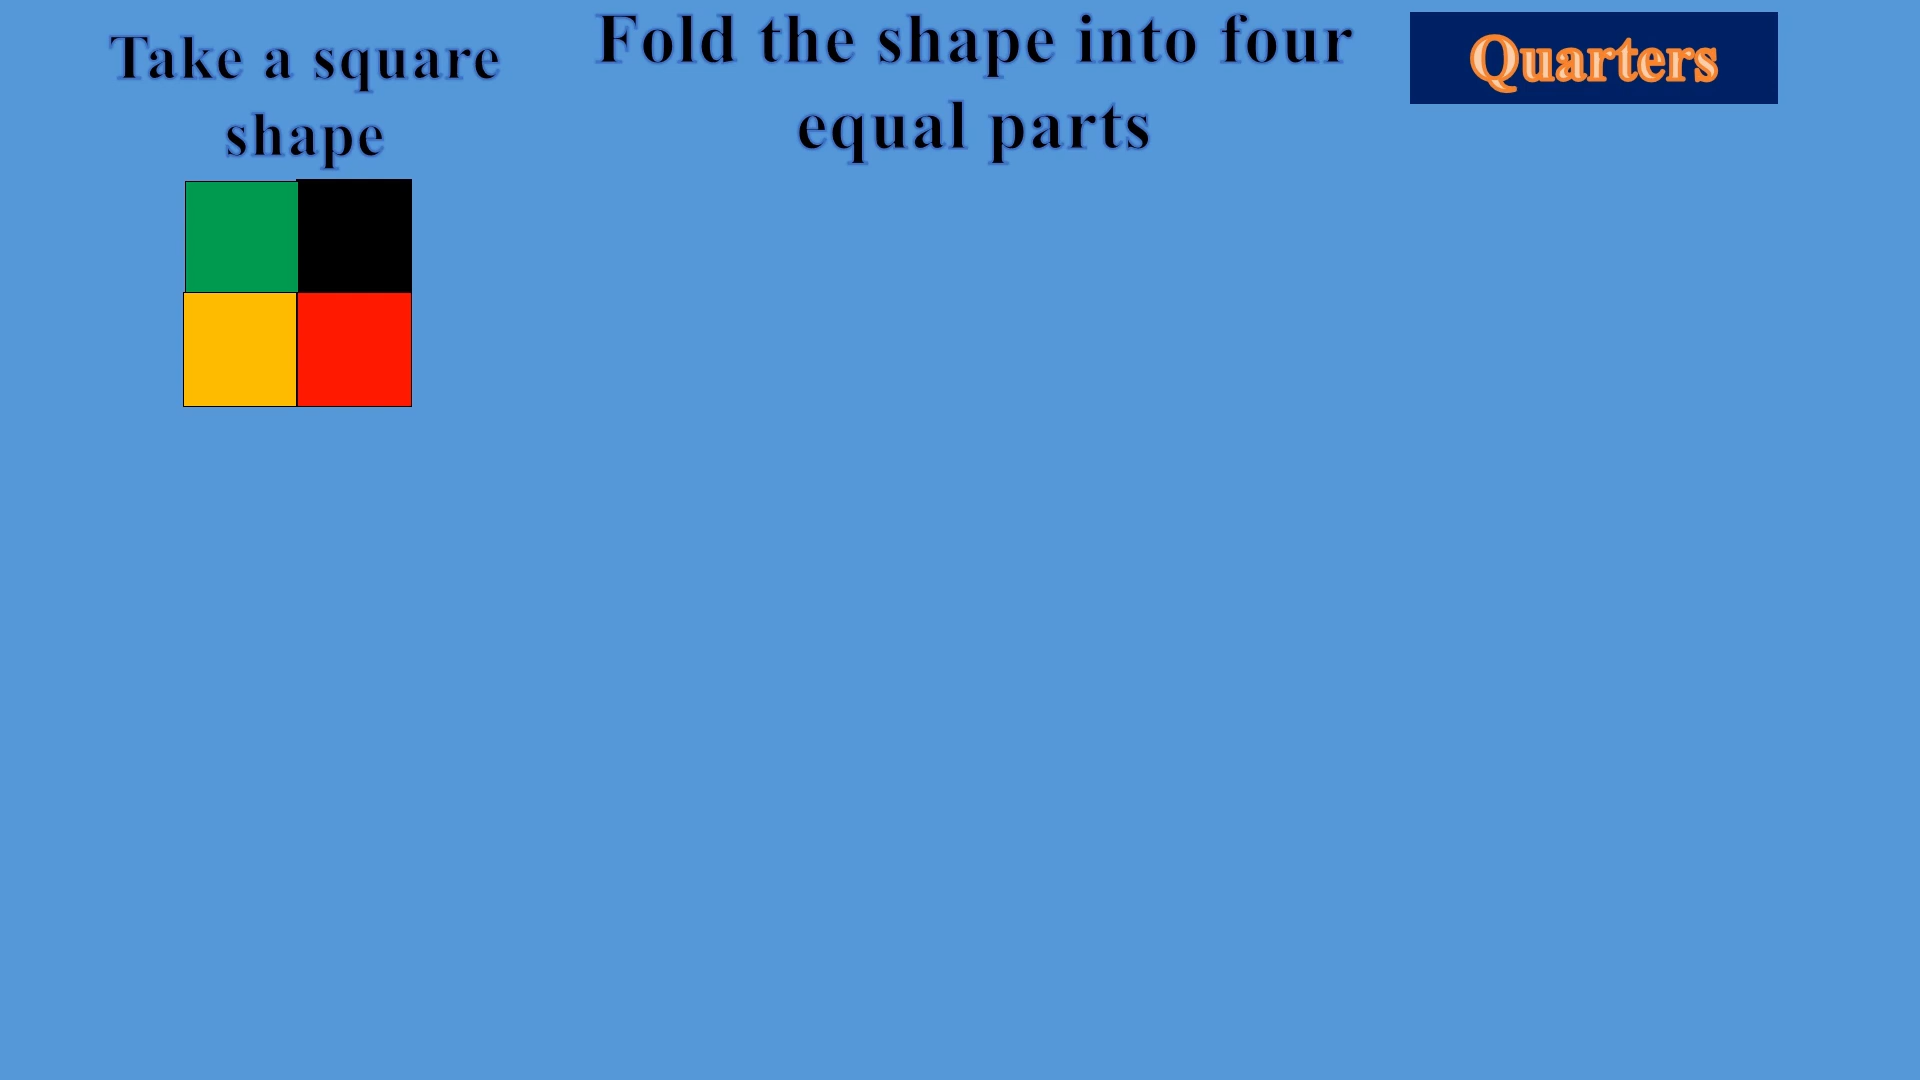 Take a square
shape
Fold the shape into four
equal parts
Quarters